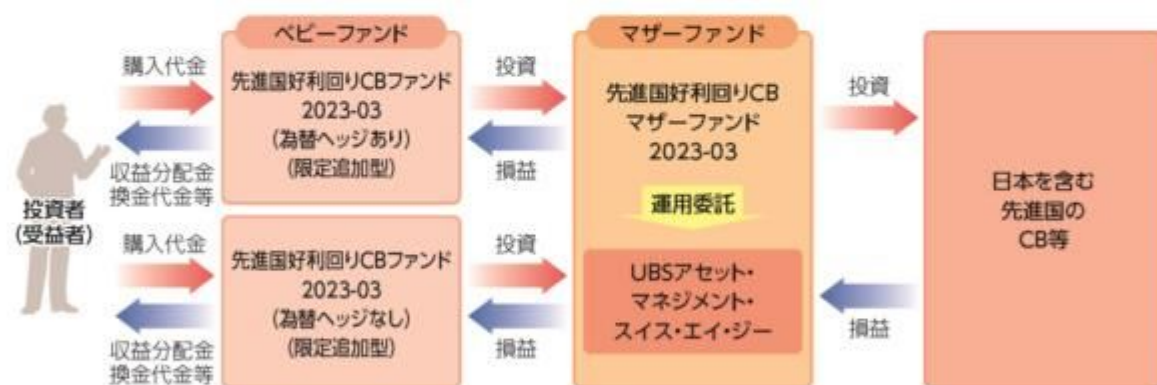 ベビーファンド
マザーファンド
購入代金
先進国好利回りCBファンド
2023-03
(為替ヘッジあり)
(限定追加型)
収益分配金
換金代金等
投資
損益
先進国好利回りCB
マザーファンド
2023-03
運用委託
UBSアセット・
マネジメント・
スイス・エイ・ジー
投資
損益
日本を含む
先進国の
CB等
投資者
(受益者)
購入代金
先進国好利回りCBファンド
2023-03
(為替ヘッジなし)
(限定追加型)
収益分配金
換金代金等
投資
損益